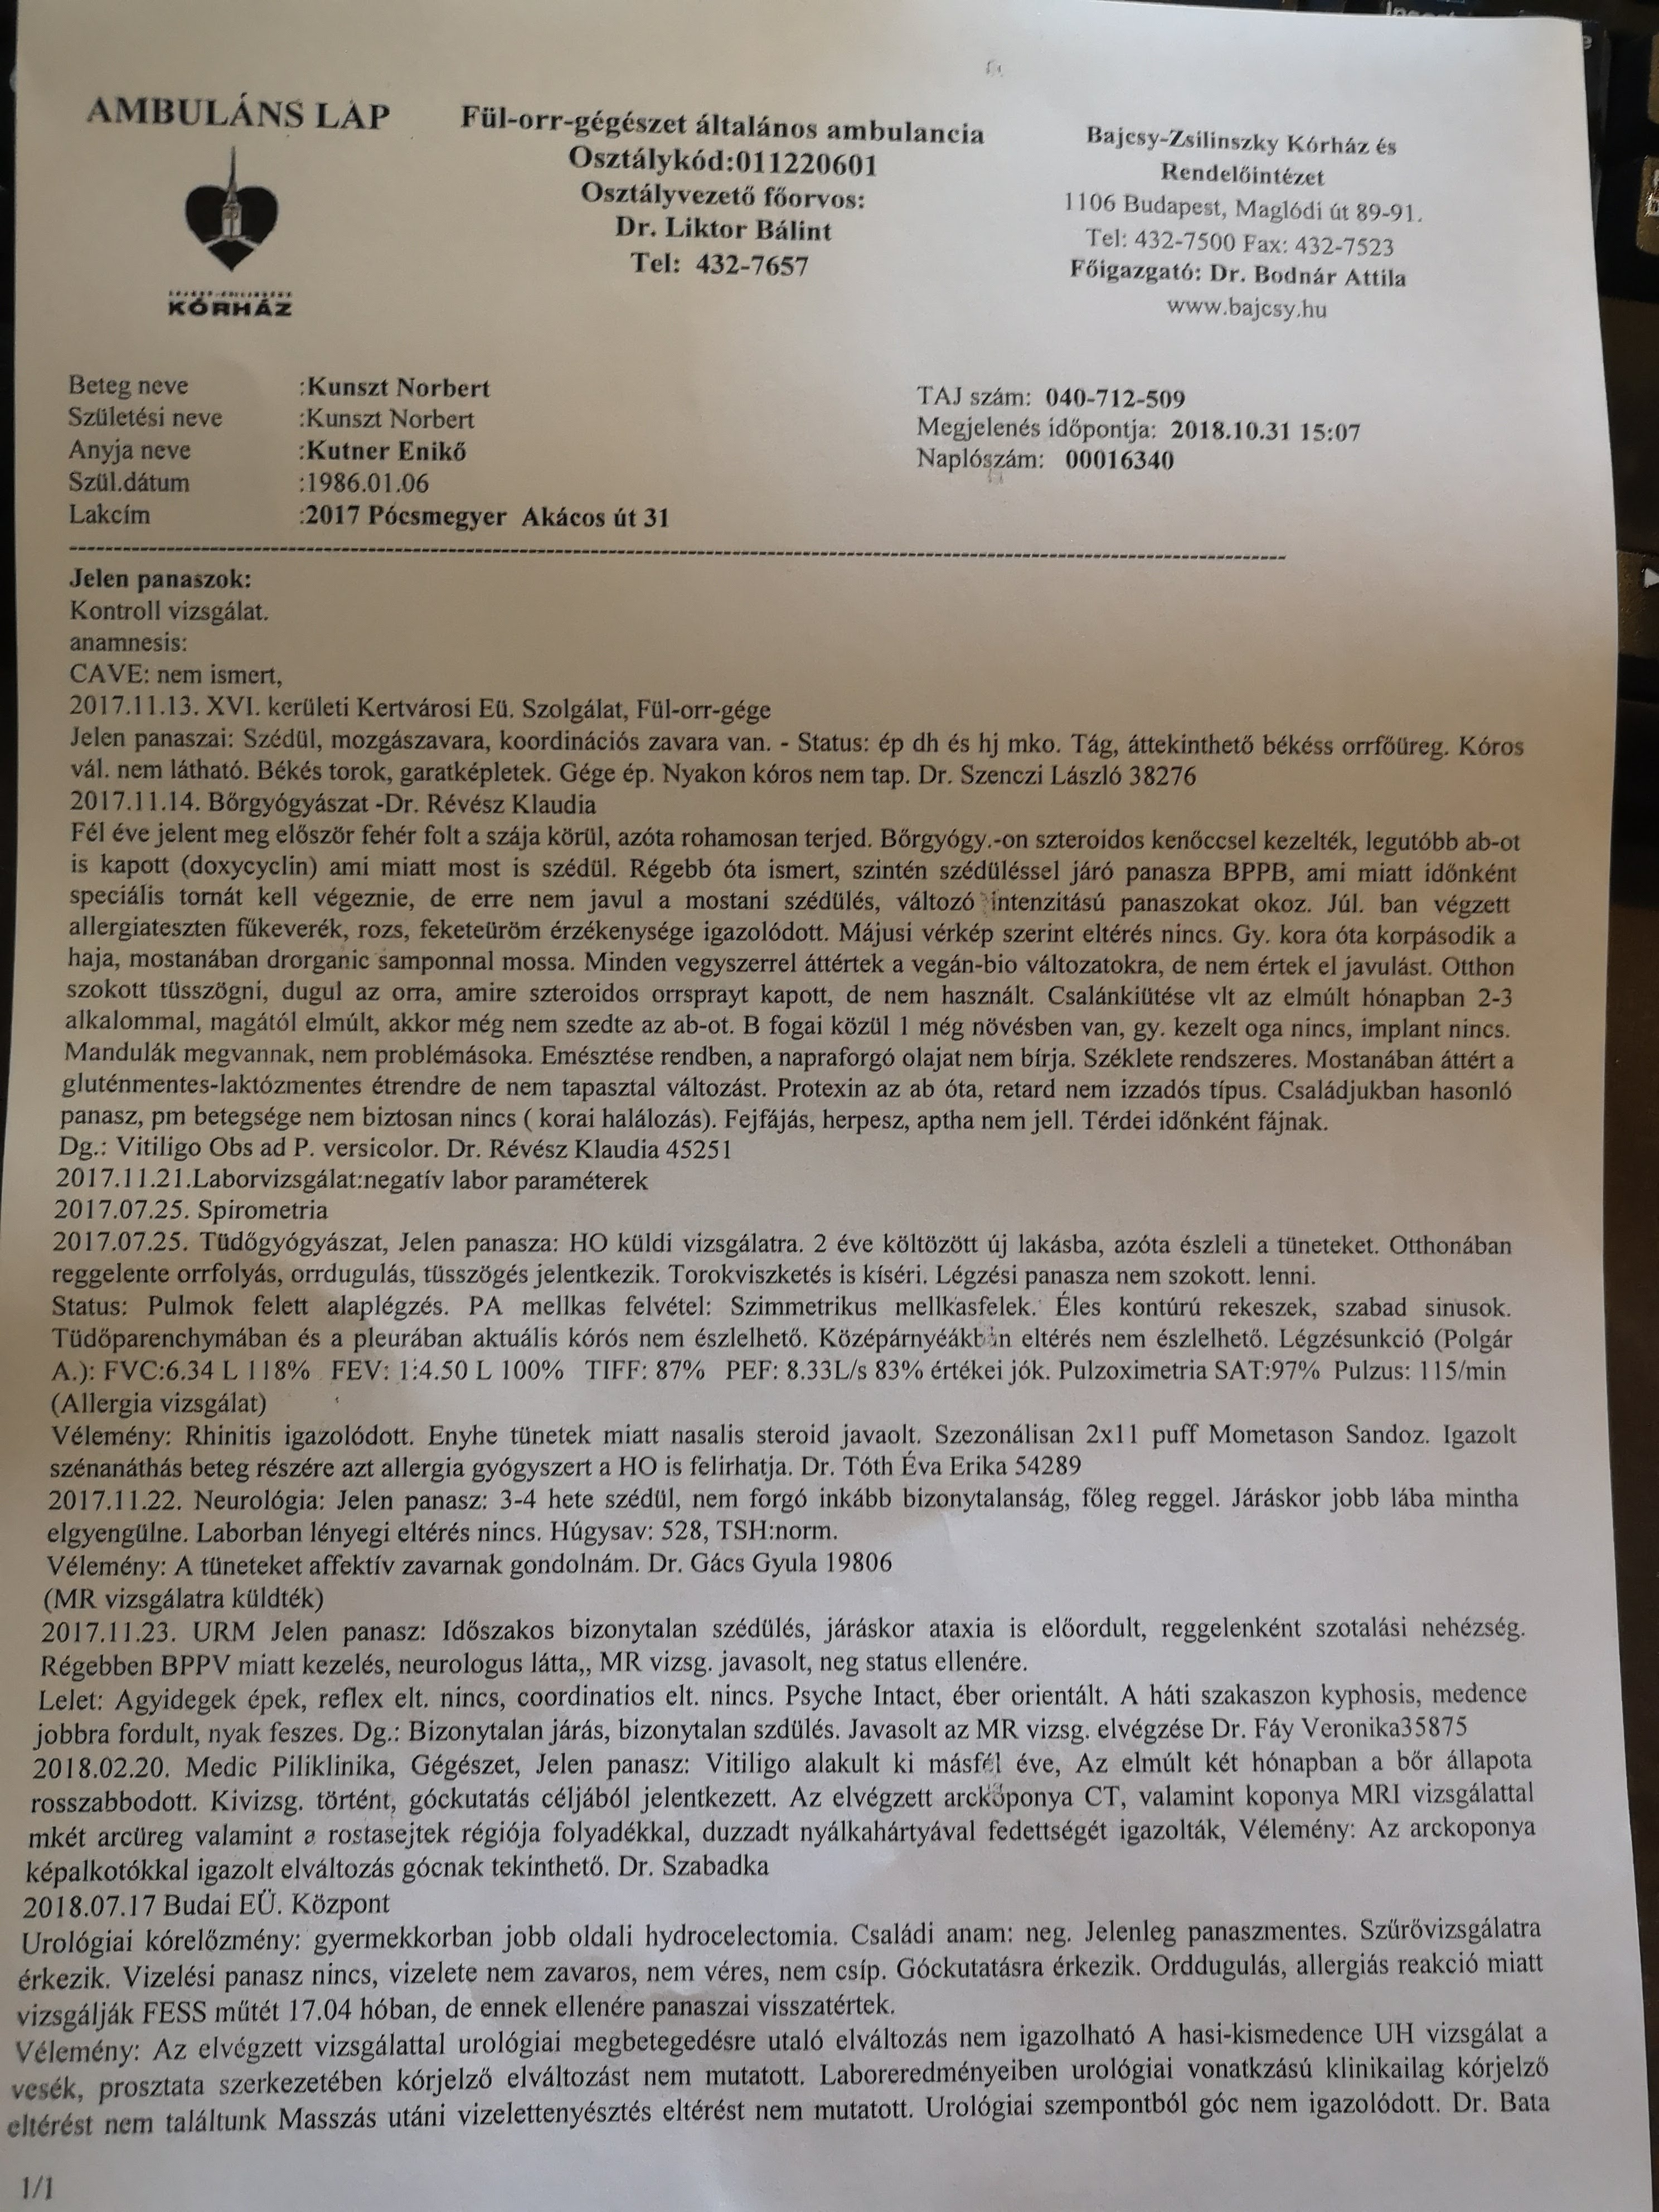 AMBULÁNS LAP
KÓRHÁZ
Fül-orr-gégészet általános ambulancia
Osztálykód:011220601
Osztályvezető főorvos:
Dr. Liktor Bálint
Tel: 432-7657
Bajcsy-Zsilinszky Kórház és
Rendelőintézet
1106 Budapest, Maglódi út 89-91.
Tel: 432-7500 Fax: 432-7523
Főigazgató: Dr. Bodnár Attila
www.bajcsy.hu
Beteg neve :Kunszt Norbert
Születési neve :Kunszt Norbert
Anyja neve :Kutner Enikő
Szül.dátum :1986.01.06
Lakcím :2017 Pócsmegyer Akácos út 31
TAJ szám: 040-712-509
Megjelenés időpontja: 2018.10.31 15:07
Naplószám: 00016340
Jelen panaszok:
Kontroll vizsgálat.
anamnesis:
CAVE: nem ismert,
2017.11.13. XVI. kerületi Kertvárosi Eü. Szolgálat, Fül-orr-gége
Jelen panaszai: Szédül, mozgászavara, koordinációs zavara van. - Status: ép dh és hj mko. Tág, áttekinthető békéss orrfőüreg. Kóros
vál. nem látható. Békés torok, garatképletek. Gége ép. Nyakon kóros nem tap. Dr. Szenczi László 38276
2017.11.14. Bőrgyógyászat -Dr. Révész Klaudia
Fél éve jelent meg először fehér folt a szája körül, azóta rohamosan terjed. Bőrgyógy.-on szteroidos kenőccsel kezelték, legutóbb ab-ot
is kapott (doxycyclin) ami miatt most is szédül. Régebb óta ismert, szintén szédüléssel járó panasza BPPB, ami miatt időnként
speciális tornát kell végeznie, de erre nem javul a mostani szédülés, változó intenzitású panaszokat okoz. Júl. ban végzett
allergiateszten fűkeverék, rozs, feketeüröm érzékenysége igazolódott. Májusi vérkép szerint eltérés nincs. Gy. kora óta korpásodik a
haja, mostanában drorganic samponnal mossa. Minden vegyszerrel áttértek a vegán-bio változatokra, de nem értek el javulást. Otthon
szokott tüsszögni, dugul az orra, amire szteroidos orrsprayt kapott, de nem használt. Csalánkiütése vlt az elmúlt hónapban 2-3
alkalommal, magától elmúlt, akkor még nem szedte az ab-ot. B fogai közül 1 még növésben van, gy. kezelt oga nincs, implant nincs.
Mandulák megvannak, nem problémásoka. Emésztése rendben, a napraforgó olajat nem bírja. Széklete rendszeres. Mostanában áttért a
gluténmentes-laktózmentes étrendre de nem tapasztal változást. Protexin az ab óta, retard nem izzadós típus. Családjukban hasonló
panasz, pm betegsége nem biztosan nincs ( korai halálozás). Fejfájás, herpesz, aptha nem jell. Térdei időnként fájnak.
Dg.: Vitiligo Obs ad P. versicolor. Dr. Révész Klaudia 45251
2017.11.21.Laborvizsgálat:negatív labor paraméterek
2017.07.25. Spirometria
2017.07.25. Tüdőgyógyászat, Jelen panasza: HO küldi vizsgálatra. 2 éve költözött új lakásba, azóta észleli a tüneteket. Otthonában
reggelente orrfolyás, orrdugulás, tüsszögés jelentkezik. Torokviszketés is kíséri. Légzési panasza nem szokott. lenni.
Status: Pulmok felett alaplégzés. PA mellkas felvétel: Szimmetrikus mellkasfelek. Éles kontúrú rekeszek, szabad sinusok.
Tüdőparenchymában és a pleurában aktuális kórós nem észlelhető. Középárnyéákbán eltérés nem észlelhető. Légzésunkció (Polgár
A.): FVC:6.34 L 118% FEV: 1:4.50 L 100% TIFF: 87% PEF: 8.33L/s 83% értékei jók. Pulzoximetria SAT:97% Pulzus: 115/min
(Allergia vizsgálat)
Vélemény: Rhinitis igazolódott. Enyhe tünetek miatt nasalis steroid javaolt. Szezonálisan 2x11 puff Mometason Sandoz. Igazolt
szénanáthás beteg részére azt allergia gyógyszert a HO is felirhatja. Dr. Tóth Éva Erika 54289
2017.11.22. Neurológia: Jelen panasz: 3-4 hete szédül, nem forgó inkább bizonytalanság, főleg reggel. Járáskor jobb lába mintha
elgyengülne. Laborban lényegi eltérés nincs. Húgysav: 528, TSH:norm.
Vélemény: A tüneteket affektív zavarnak gondolnám. Dr. Gács Gyula 19806
(MR vizsgálatra küldték)
2017.11.23. URM Jelen panasz: Időszakos bizonytalan szédülés, járáskor ataxia is előordult, reggelenként szotalási nehézség.
Régebben BPPV miatt kezelés, neurologus látta,, MR vizsg. javasolt, neg status ellenére.
Lelet: Agyidegek épek, reflex elt. nincs, coordinatios elt. nincs. Psyche Intact, éber orientált. A háti szakaszon kyphosis, medence
jobbra fordult, nyak feszes. Dg.: Bizonytalan járás, bizonytalan szdülés. Javasolt az MR vizsg. elvégzése Dr. Fáy Veronika35875
2018.02.20. Medic Piliklinika, Gégészet, Jelen panasz: Vitiligo alakult ki másfél éve, Az elmúlt két hónapban a bőr állapota
rosszabbodott. Kivizsg. történt, góckutatás céljából jelentkezett. Az elvégzett arckóponya CT, valamint koponya MRI vizsgálattal
mkét arcüreg valamint a rostasejtek régiója folyadékkal, duzzadt nyálkahártyával fedettségét igazolták, Vélemény: Az arckoponya
képalkotókkal igazolt elváltozás gócnak tekinthető. Dr. Szabadka
2018.07.17 Budai EÜ. Központ
Urológiai kórelőzmény: gyermekkorban jobb oldali hydrocelectomia. Családi anam: neg. Jelenleg panaszmentes. Szűrővizsgálatra
érkezik. Vizelési panasz nincs, vizelete nem zavaros, nem véres, nem csíp. Góckutatásra érkezik. Orddugulás, allergiás reakció miatt
vizsgálják FESS műtét 17.04 hóban, de ennek ellenére panaszai visszatértek.
Vélemény: Az elvégzett vizsgálattal urológiai megbetegedésre utaló elváltozás nem igazolható A hasi-kismedence UH vizsgálat a
vesék, prosztata szerkezetében kórjelző elváltozást nem mutatott. Laboreredményeiben urológiai vonatkzású klinikailag kórjelző
eltérést nem találtunk Masszás utáni vizelettenyésztés eltérést nem mutatott. Urológiai szempontból góc nem igazolódott. Dr. Bata
1/1